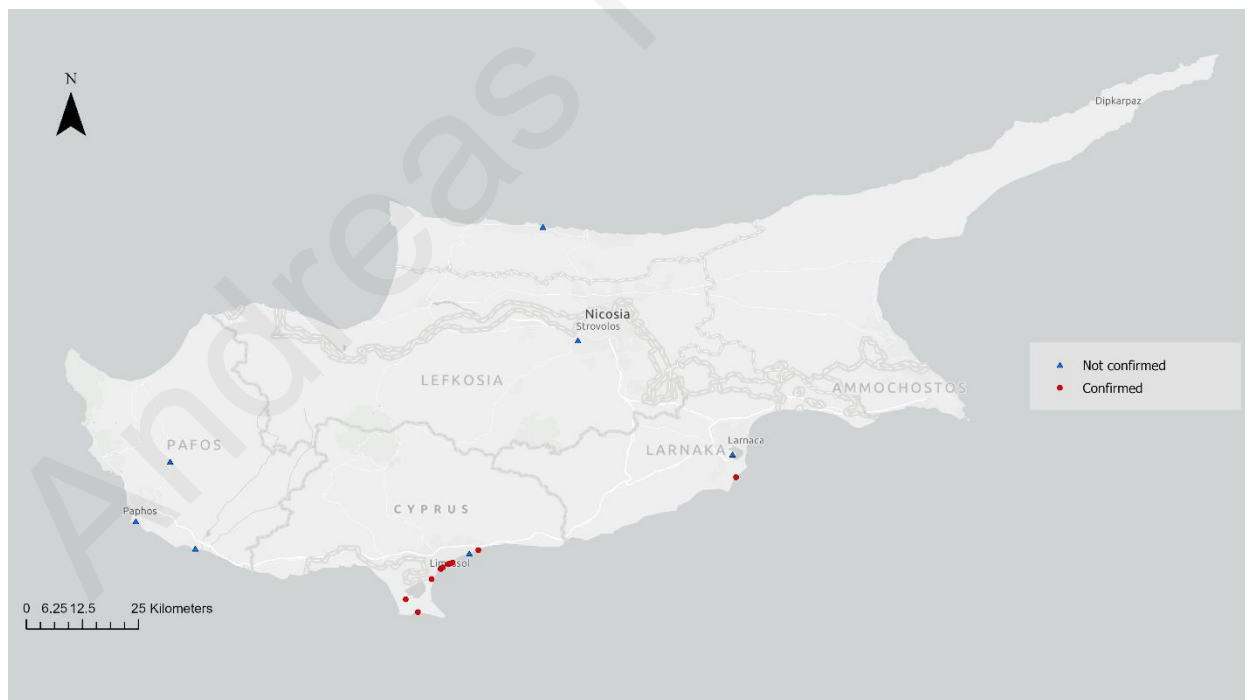 N
Dipkarpaz
Nicosia
Strovolos
LEFKOSIA
AMMOCHOSTOS
PAFOS
Larnaca
LARNAKA
Paphos
CYPRUS
Limassol
Not confirmed
Confirmed
0 6.25 12.5 25 Kilometers
Andreas